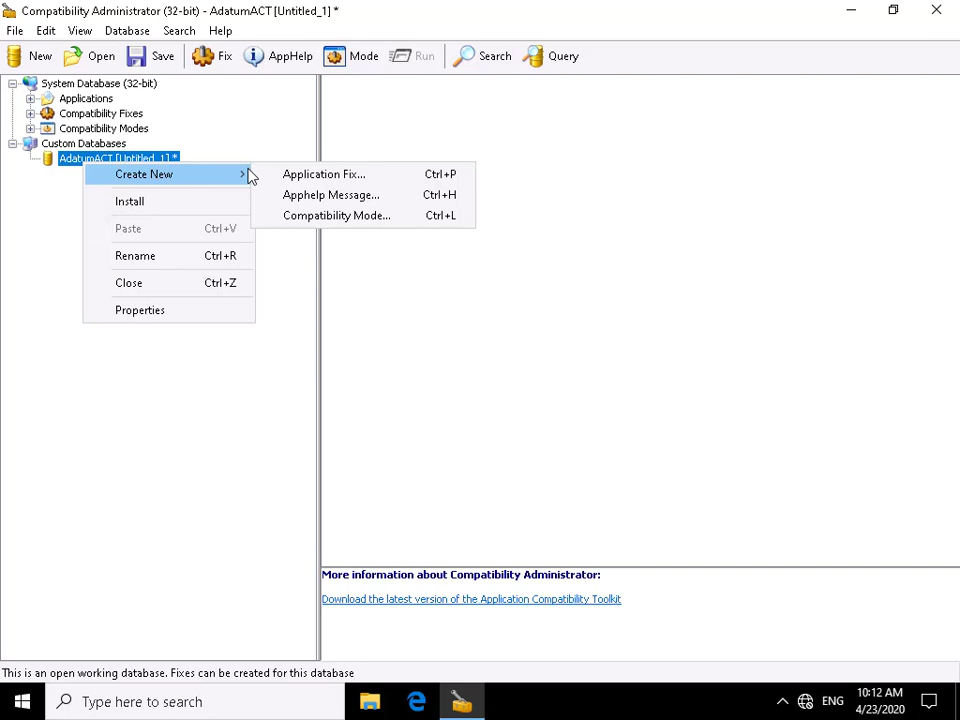 Compatibility Administrator (32-bit) - AdatumACT [Untitled_1] *
File Edit View Database Search Help
New Open Save Fix AppHelp Mode Run Search Query
System Database (32-bit)
Applications
Compatibility Fixes
Compatibility Modes
Custom Databases
AdatumACT [Untitled_1] *
Create New
Application Fix... Ctrl+P
Apphelp Message... Ctrl+H
Compatibility Mode... Ctrl+L
Install
Paste Ctrl+V
Rename Ctrl+R
Close Ctrl+Z
Properties
More information about Compatibility Administrator:
Download the latest version of the Application Compatibility Toolkit
This is an open working database. Fixes can be created for this database
Type here to search
ENG
10:12 AM
4/23/2020